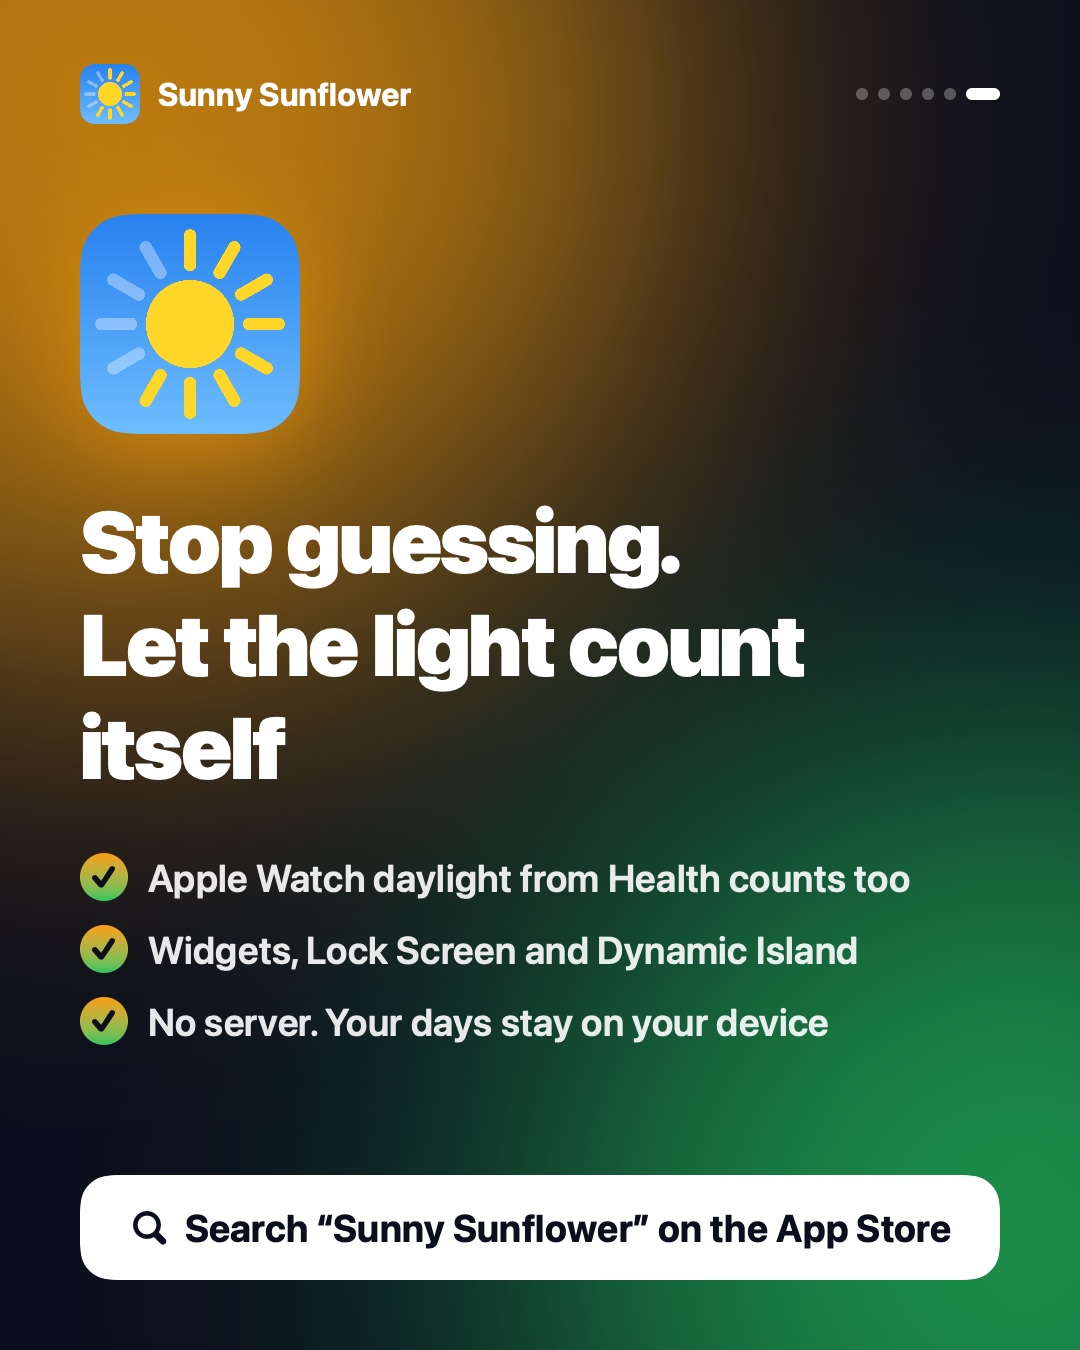 Sunny Sunflower
Stop guessing.
Let the light count
itself
Apple Watch daylight from Health counts too
Widgets, Lock Screen and Dynamic Island
No server. Your days stay on your device
Search “Sunny Sunflower” on the App Store